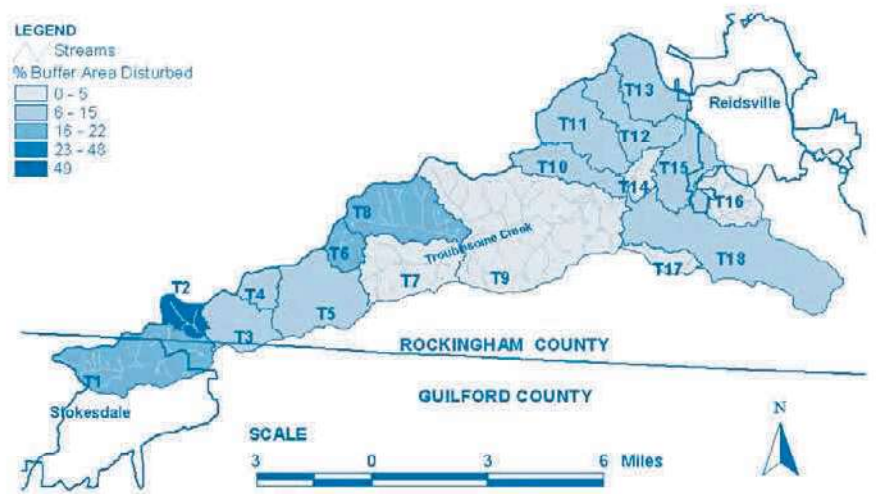 LEGEND
Streams
% Buffer Area Disturbed
0 - 5
6 - 15
16 - 22
23 - 48
49
T13
Reidsville
T11
T12
T10
T15
T14
T16
T8
Troublesome Creek
T6
T18
T17
T7
T9
T2
T4
T5
T3
ROCKINGHAM COUNTY
T1
GUILFORD COUNTY
Stokesdale
N
SCALE
3 0 3 6 Miles